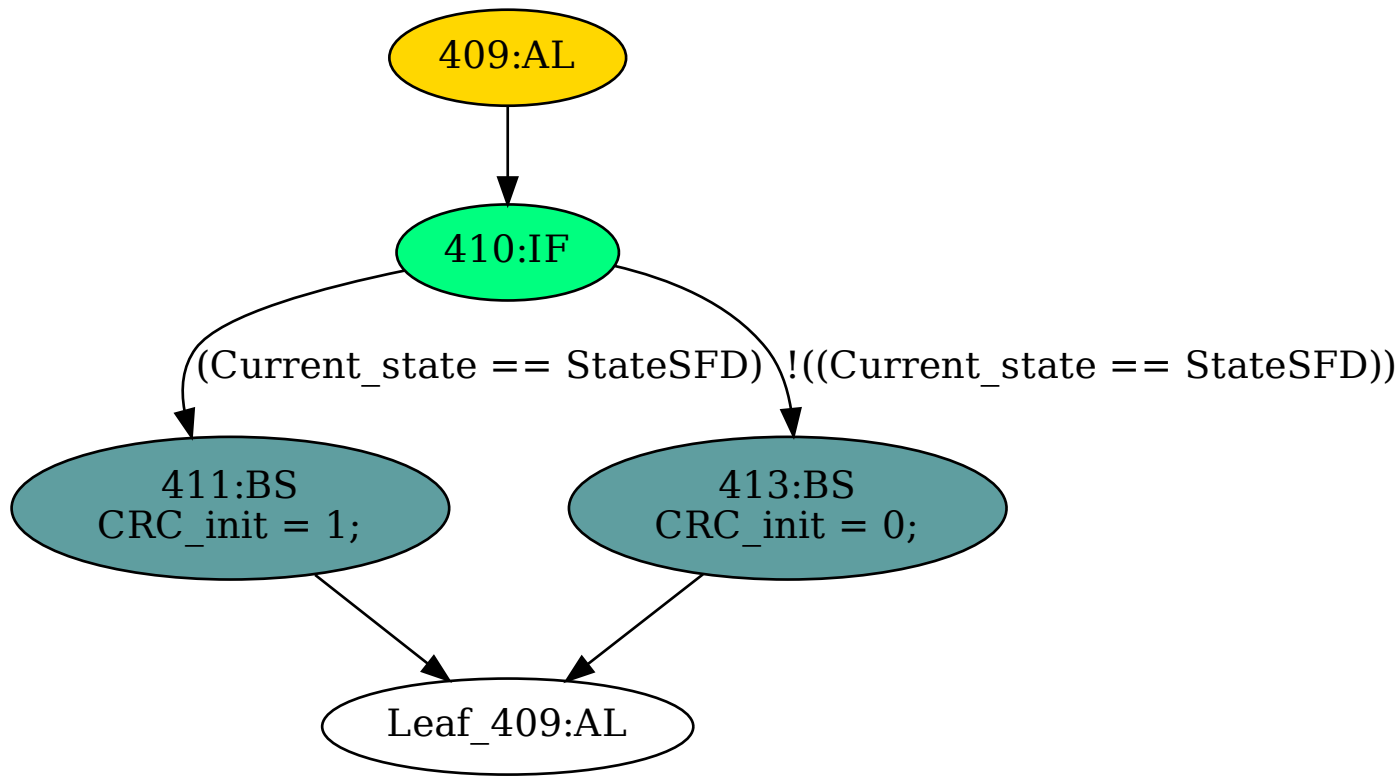 409:AL
410:IF
(Current_state == StateSFD)
!((Current_state == StateSFD))
411:BS
CRC_init = 1;
413:BS
CRC_init = 0;
Leaf_409:AL